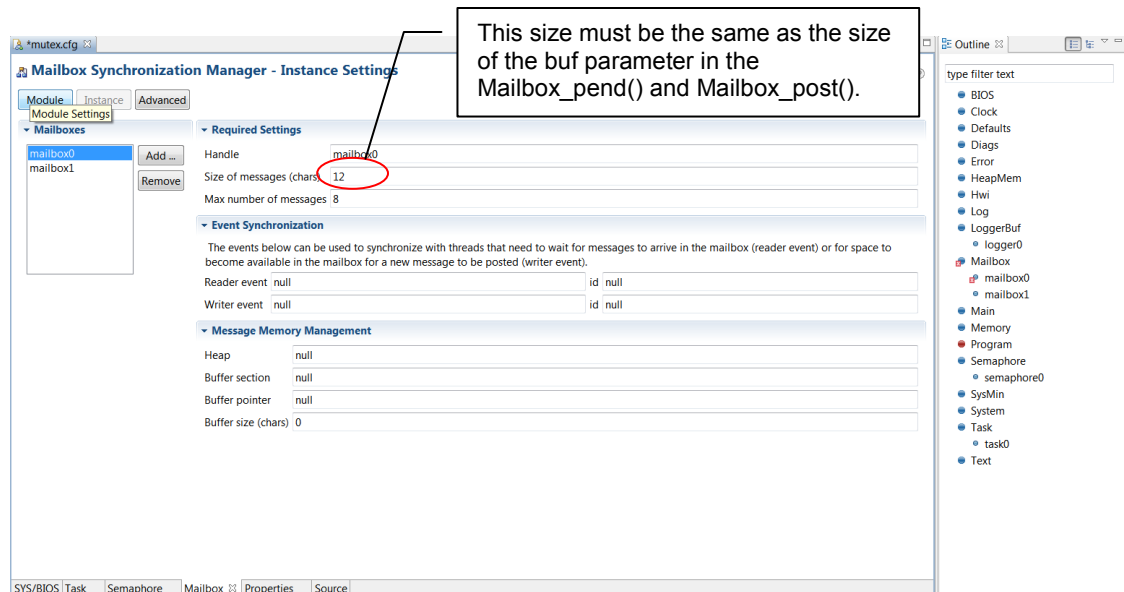 This size must be the same as the size
of the buf parameter in the
Mailbox_pend() and Mailbox_post().
*mutex.cfg
Mailbox Synchronization Manager - Instance Settings
Module Instance Advanced
Module Settings
Mailboxes
mailbox0
mailbox1
Add ...
Remove
Required Settings
Handle mailbox0
Size of messages (chars) 12
Max number of messages 8
Event Synchronization
The events below can be used to synchronize with threads that need to wait for messages to arrive in the mailbox (reader event) or for space to
become available in the mailbox for a new message to be posted (writer event).
Reader event null id null
Writer event null id null
Message Memory Management
Heap null
Buffer section null
Buffer pointer null
Buffer size (chars) 0
SYS/BIOS Task Semaphore Mailbox Properties Source
Outline
type filter text
BIOS
Clock
Defaults
Diags
Error
HeapMem
Hwi
Log
LoggerBuf
logger0
Mailbox
mailbox0
mailbox1
Main
Memory
Program
Semaphore
semaphore0
SysMin
System
Task
task0
Text